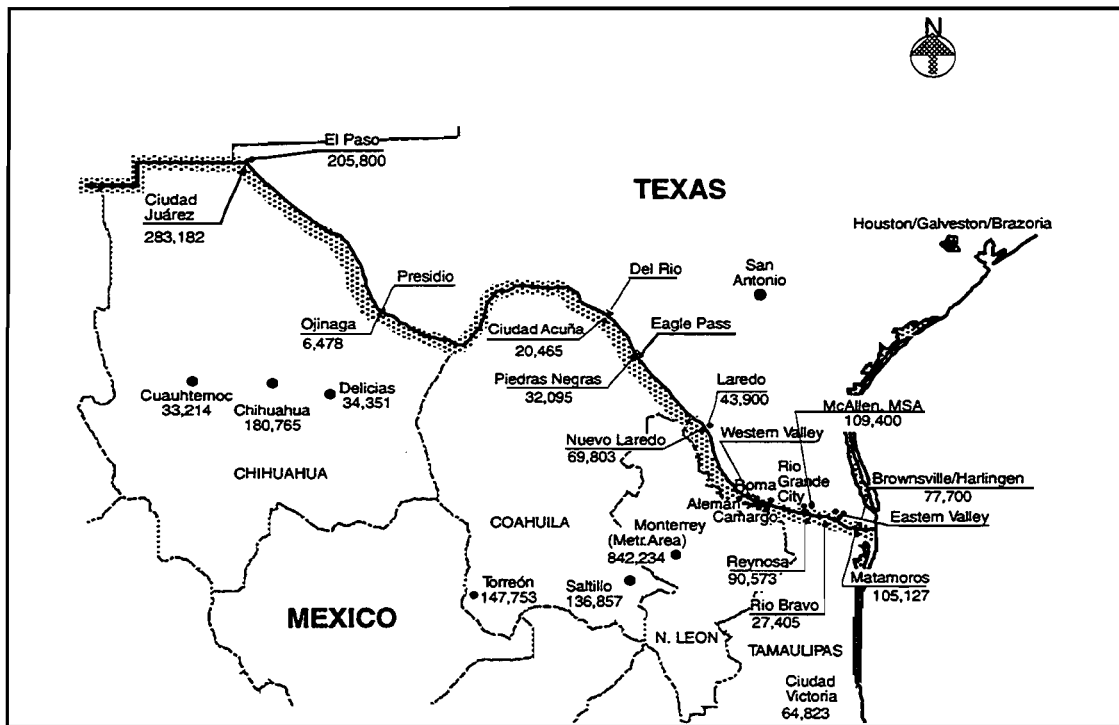 N
El Paso
205,800
Ciudad
Juárez
283,182
TEXAS
Houston/Galveston/Brazoria
San
Antonio
Presidio
Ojinaga
6,478
Del Rio
Ciudad Acuña
20,465
Eagle Pass
Piedras Negras
32,095
Cuauhtemoc
33,214
Chihuahua
180,765
Delicias
34,351
Laredo
43,900
McAllen, MSA
109,400
Nuevo Laredo
69,803
Western Valley
CHIHUAHUA
Rio
Grande
City
Roma
Alemán
Camargo
Brownsville/Harlingen
77,700
Eastern Valley
COAHUILA
Monterrey
(Metr.Area)
842,234
Reynosa
90,573
Matamoros
105,127
Torreón
147,753
Saltillo
136,857
Rio Bravo
27,405
MEXICO
N. LEON
TAMAULIPAS
Ciudad
Victoria
64,823